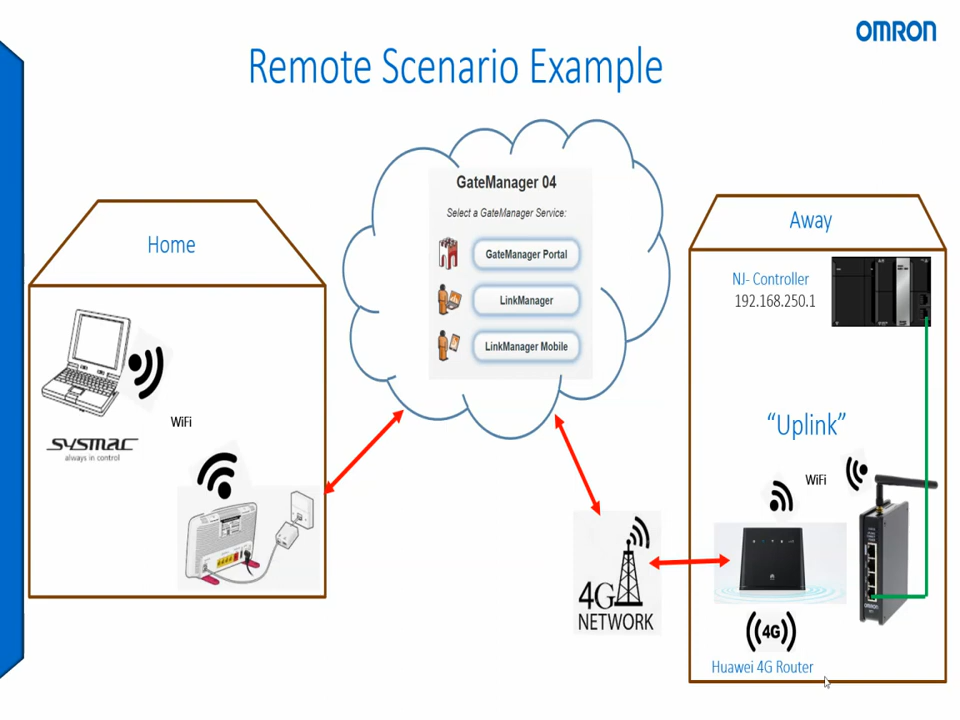 OMRON
Remote Scenario Example
GateManager 04
Select a GateManager Service:
GateManager Portal
LinkManager
LinkManager Mobile
Home
WiFi
sysmac
always in control
Away
NJ- Controller
192.168.250.1
“Uplink”
WiFi
OMRON
4G
NETWORK
4G
Huawei 4G Router